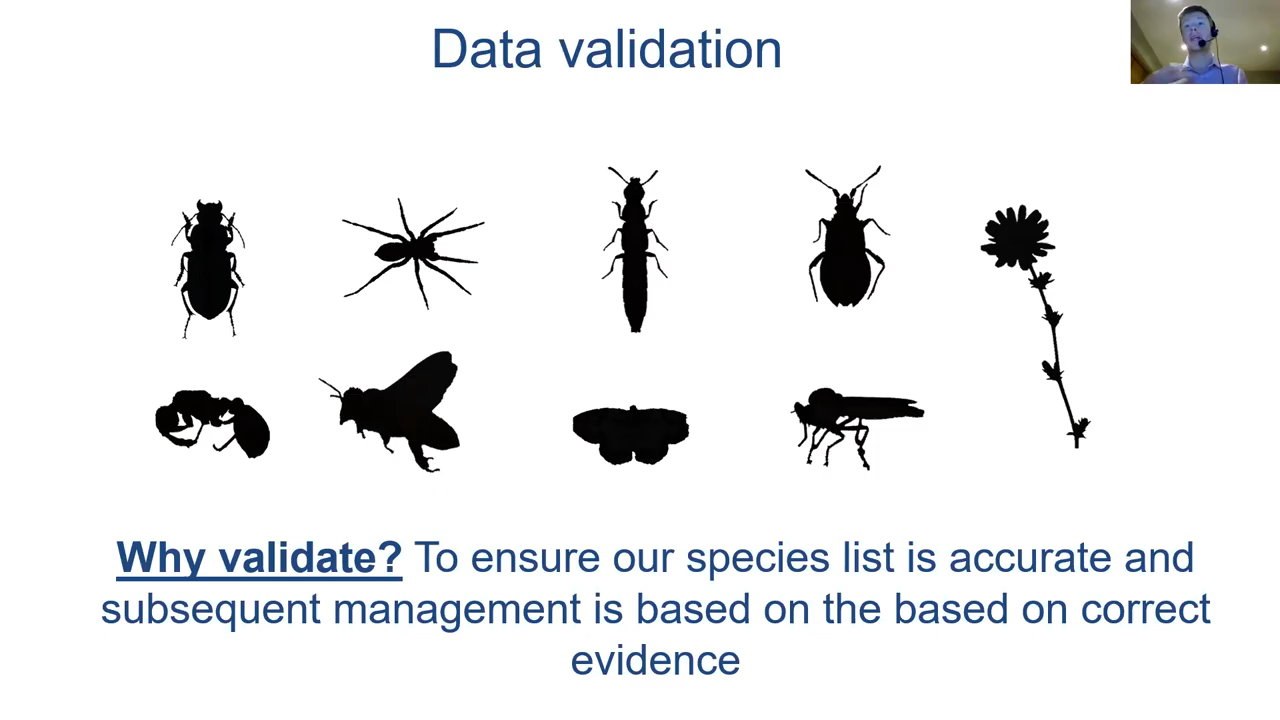 Data validation
Why validate? To ensure our species list is accurate and
subsequent management is based on the based on correct
evidence